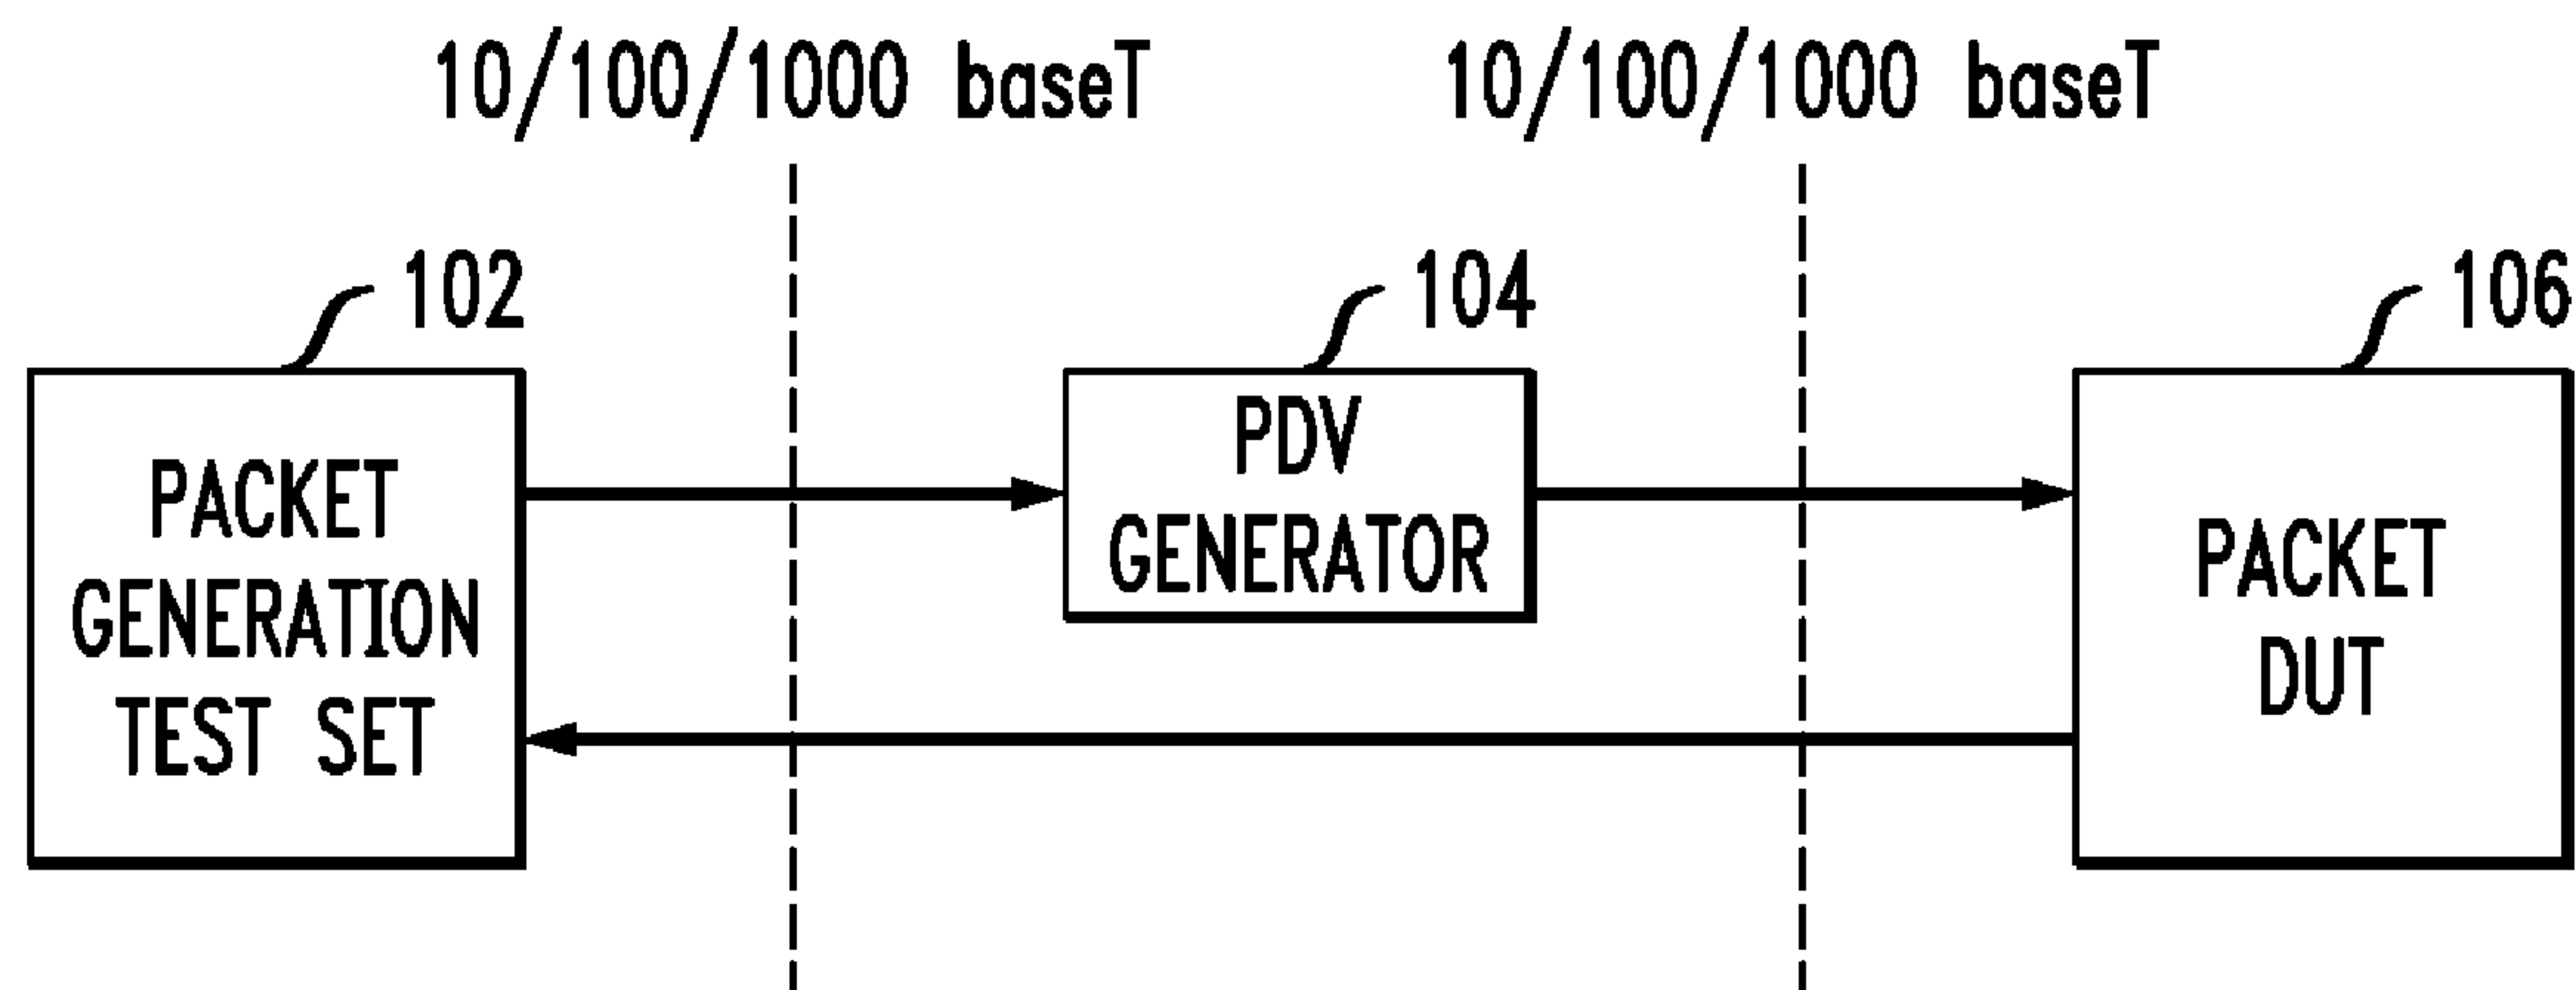 10/100/1000 baseT
10/100/1000 baseT
102
104
106
PACKET
GENERATION
TEST SET
PDV
GENERATOR
PACKET
DUT